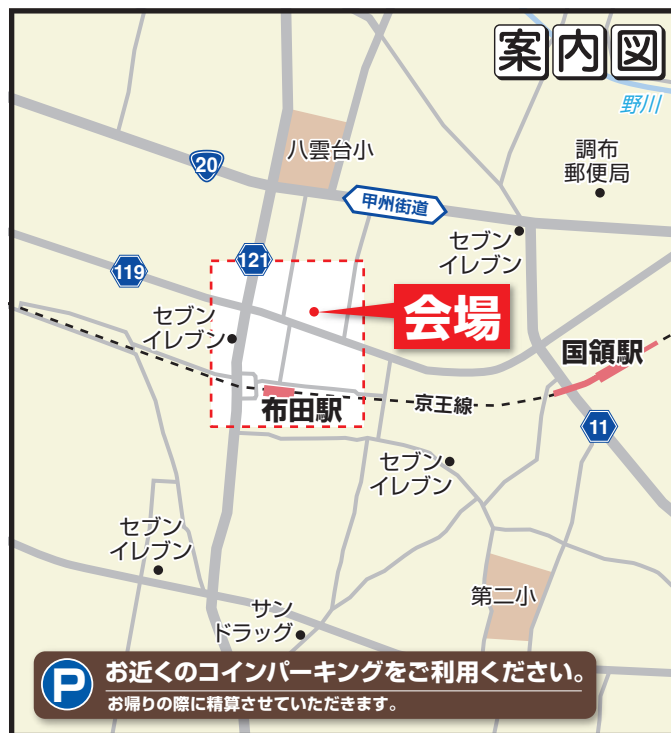 案内図
野川
八雲台小
調布
郵便局
20
甲州街道
セブン
イレブン
121
119
会場
セブン
イレブン
国領駅
布田駅
京王線
11
セブン
イレブン
セブン
イレブン
第二小
サン
ドラッグ
P
お近くのコインパーキングをご利用ください。
お帰りの際に精算させていただきます。